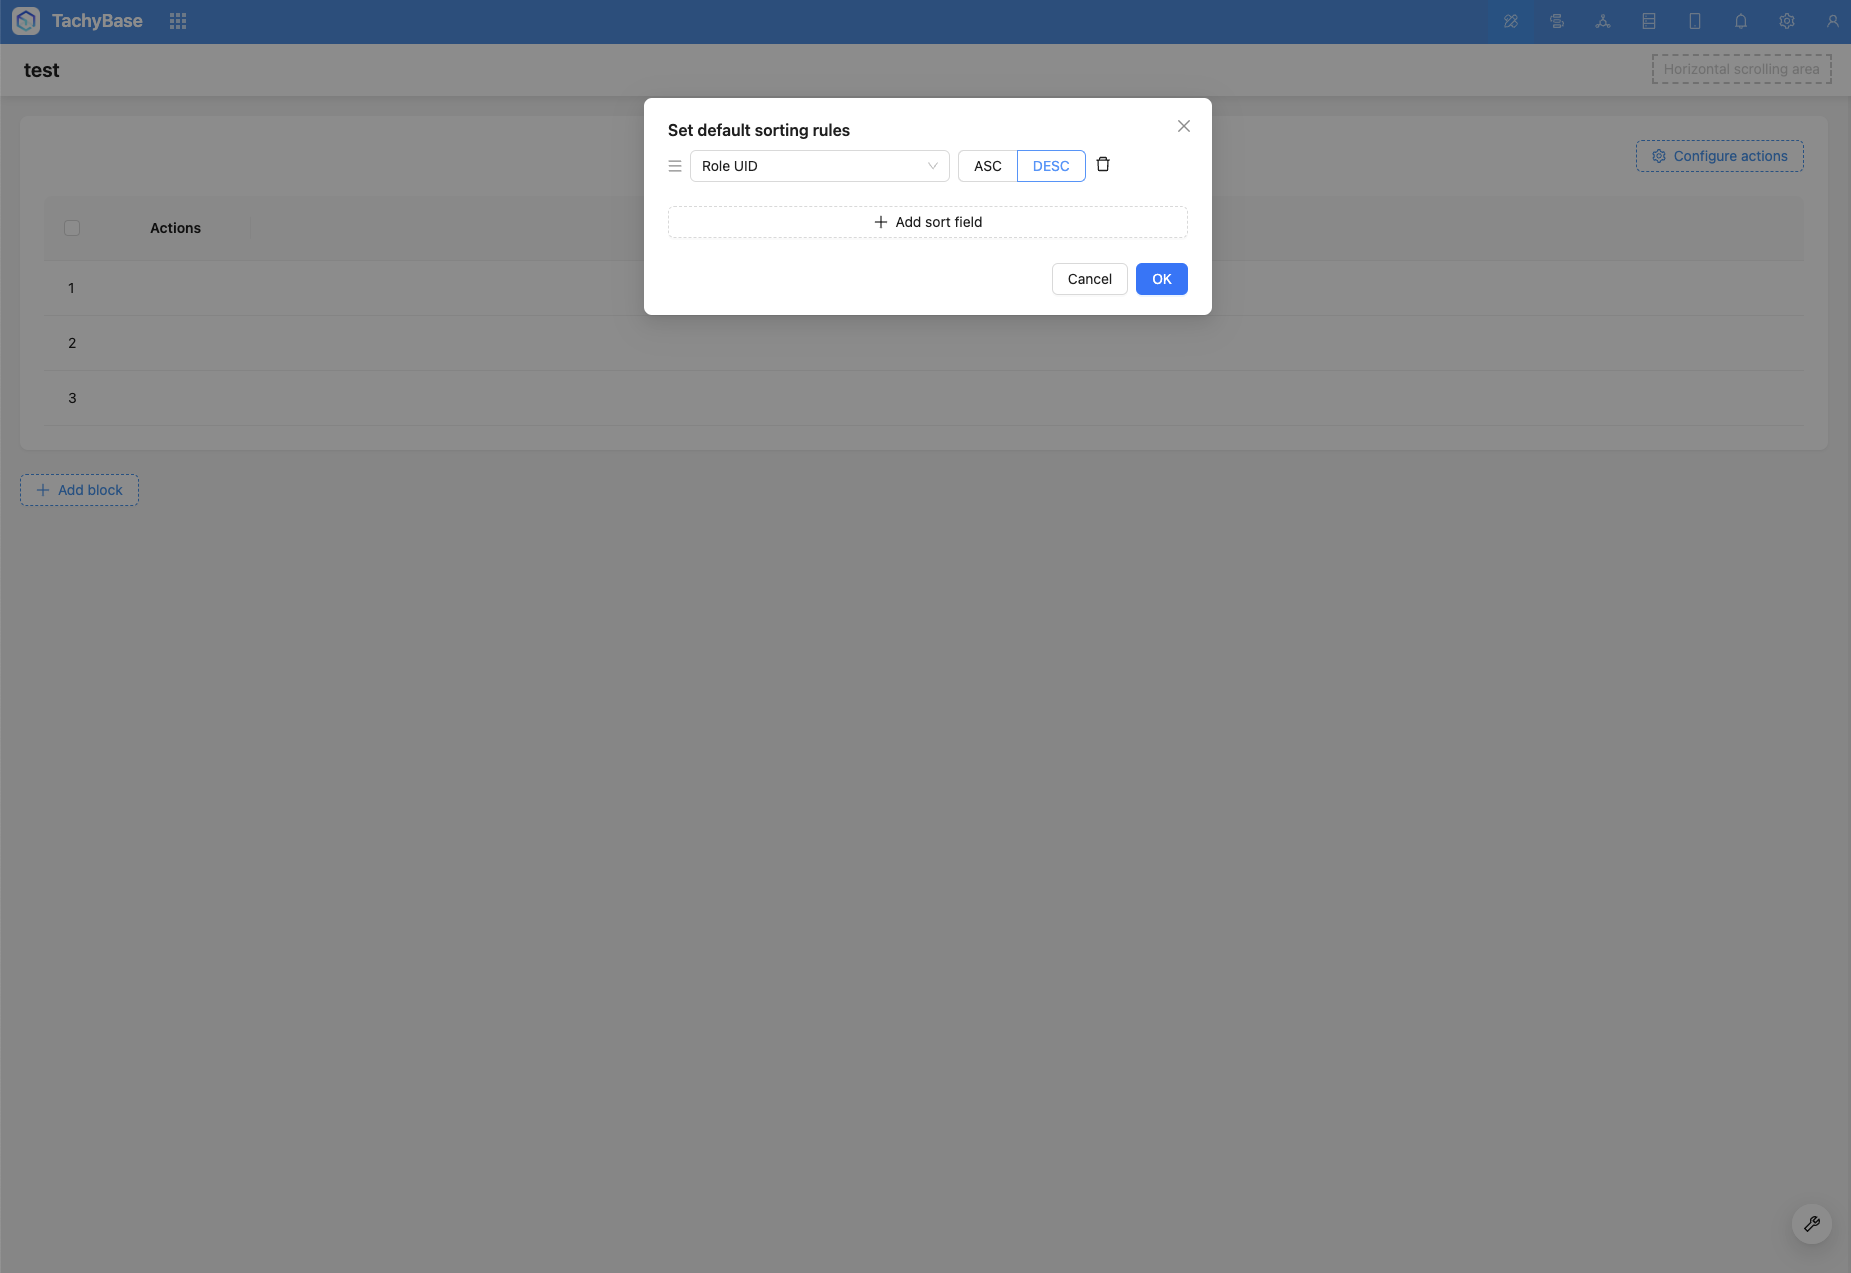 TachyBase
test
Horizontal scrolling area
Set default sorting rules
Role UID
ASC
DESC
Configure actions
Add sort field
Actions
Cancel
OK
1
2
3
Add block